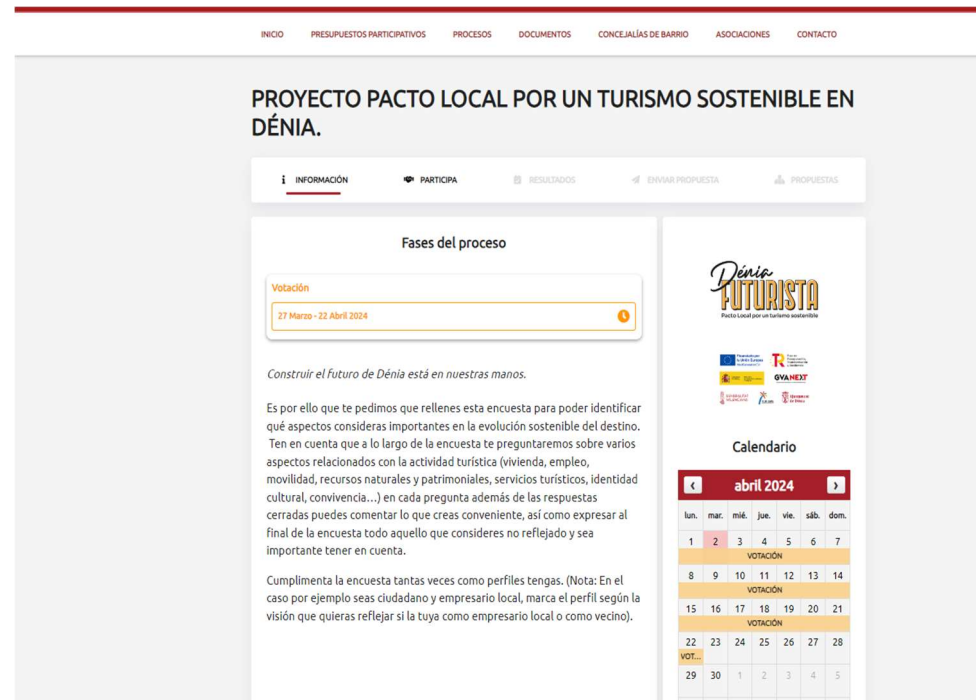 INICIO PRESUPUESTOS PARTICIPATIVOS PROCESOS DOCUMENTOS CONCEJALÍAS DE BARRIO ASOCIACIONES CONTACTO
PROYECTO PACTO LOCAL POR UN TURISMO SOSTENIBLE EN
DÉNIA.
INFORMACIÓN PARTICIPA RESULTADOS ENVIAR PROPUESTA PROPUESTAS
Fases del proceso
Votación
27 Marzo - 22 Abril 2024
Construir el futuro de Dénia está en nuestras manos.
Es por ello que te pedimos que rellenes esta encuesta para poder identificar
qué aspectos consideras importantes en la evolución sostenible del destino.
Ten en cuenta que a lo largo de la encuesta te preguntaremos sobre varios
aspectos relacionados con la actividad turística (vivienda, empleo,
movilidad, recursos naturales y patrimoniales, servicios turísticos, identidad
cultural, convivencia...) en cada pregunta además de las respuestas
cerradas puedes comentar lo que creas conveniente, así como expresar al
final de la encuesta todo aquello que consideres no reflejado y sea
importante tener en cuenta.
Cumplimenta la encuesta tantas veces como perfiles tengas. (Nota: En el
caso por ejemplo seas ciudadano y empresario local, marca el perfil según la
visión que quieras reflejar si la tuya como empresario local o como vecino).
Dénia
FUTURISTA
Pacto Local por un turismo sostenible
GVANEXT
Calendario
abril 2024
lun. mar. mié. jue. vie. sáb. dom.
1 2 3 4 5 6 7
VOTACIÓN
8 9 10 11 12 13 14
VOTACIÓN
15 16 17 18 19 20 21
VOTACIÓN
22 23 24 25 26 27 28
VOT...
29 30 1 2 3 4 5